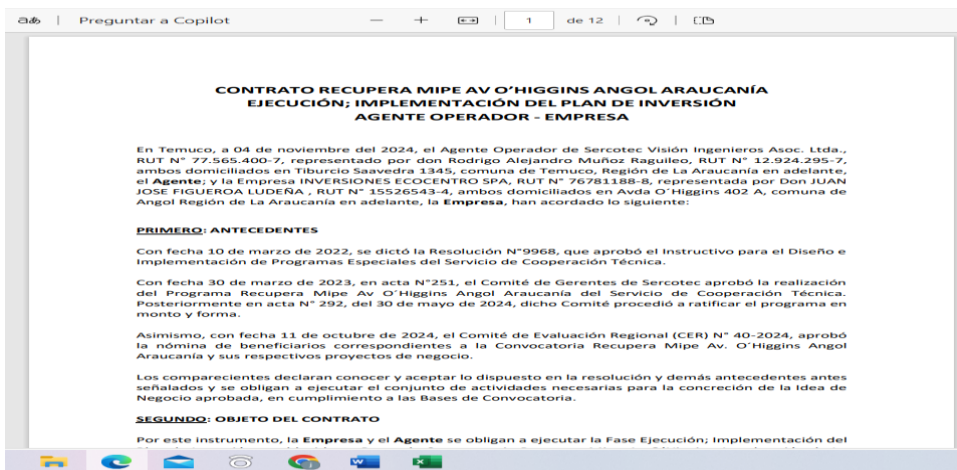 Preguntar a Copilot
1
de 12
CONTRATO RECUPERA MIPE AV O’HIGGINS ANGOL ARAUCANÍA
EJECUCIÓN; IMPLEMENTACIÓN DEL PLAN DE INVERSIÓN
AGENTE OPERADOR - EMPRESA
En Temuco, a 04 de noviembre del 2024, el Agente Operador de Sercotec Visión Ingenieros Asoc. Ltda.,
RUT N° 77.565.400-7, representado por don Rodrigo Alejandro Muñoz Raguileo, RUT N° 12.924.295-7,
ambos domiciliados en Tiburcio Saavedra 1345, comuna de Temuco, Región de La Araucanía en adelante,
el Agente; y la Empresa INVERSIONES ECOCENTRO SPA, RUT N° 76781188-8, representada por Don JUAN
JOSE FIGUEROA LUDEÑA , RUT N° 15526543-4, ambos domiciliados en Avda O´Higgins 402 A, comuna de
Angol Región de La Araucanía en adelante, la Empresa, han acordado lo siguiente:
PRIMERO: ANTECEDENTES
Con fecha 10 de marzo de 2022, se dictó la Resolución N°9968, que aprobó el Instructivo para el Diseño e
Implementación de Programas Especiales del Servicio de Cooperación Técnica.
Con fecha 30 de marzo de 2023, en acta N°251, el Comité de Gerentes de Sercotec aprobó la realización
del Programa Recupera Mipe Av O´Higgins Angol Araucanía del Servicio de Cooperación Técnica.
Posteriormente en acta N° 292, del 30 de mayo de 2024, dicho Comité procedió a ratificar el programa en
monto y forma.
Asimismo, con fecha 11 de octubre de 2024, el Comité de Evaluación Regional (CER) N° 40-2024, aprobó
la nómina de beneficiarios correspondientes a la Convocatoria Recupera Mipe Av. O´Higgins Angol
Araucanía y sus respectivos proyectos de negocio.
Los comparecientes declaran conocer y aceptar lo dispuesto en la resolución y demás antecedentes antes
señalados y se obligan a ejecutar el conjunto de actividades necesarias para la concreción de la Idea de
Negocio aprobada, en cumplimiento a las Bases de Convocatoria.
SEGUNDO: OBJETO DEL CONTRATO
Por este instrumento, la Empresa y el Agente se obligan a ejecutar la Fase Ejecución; Implementación del